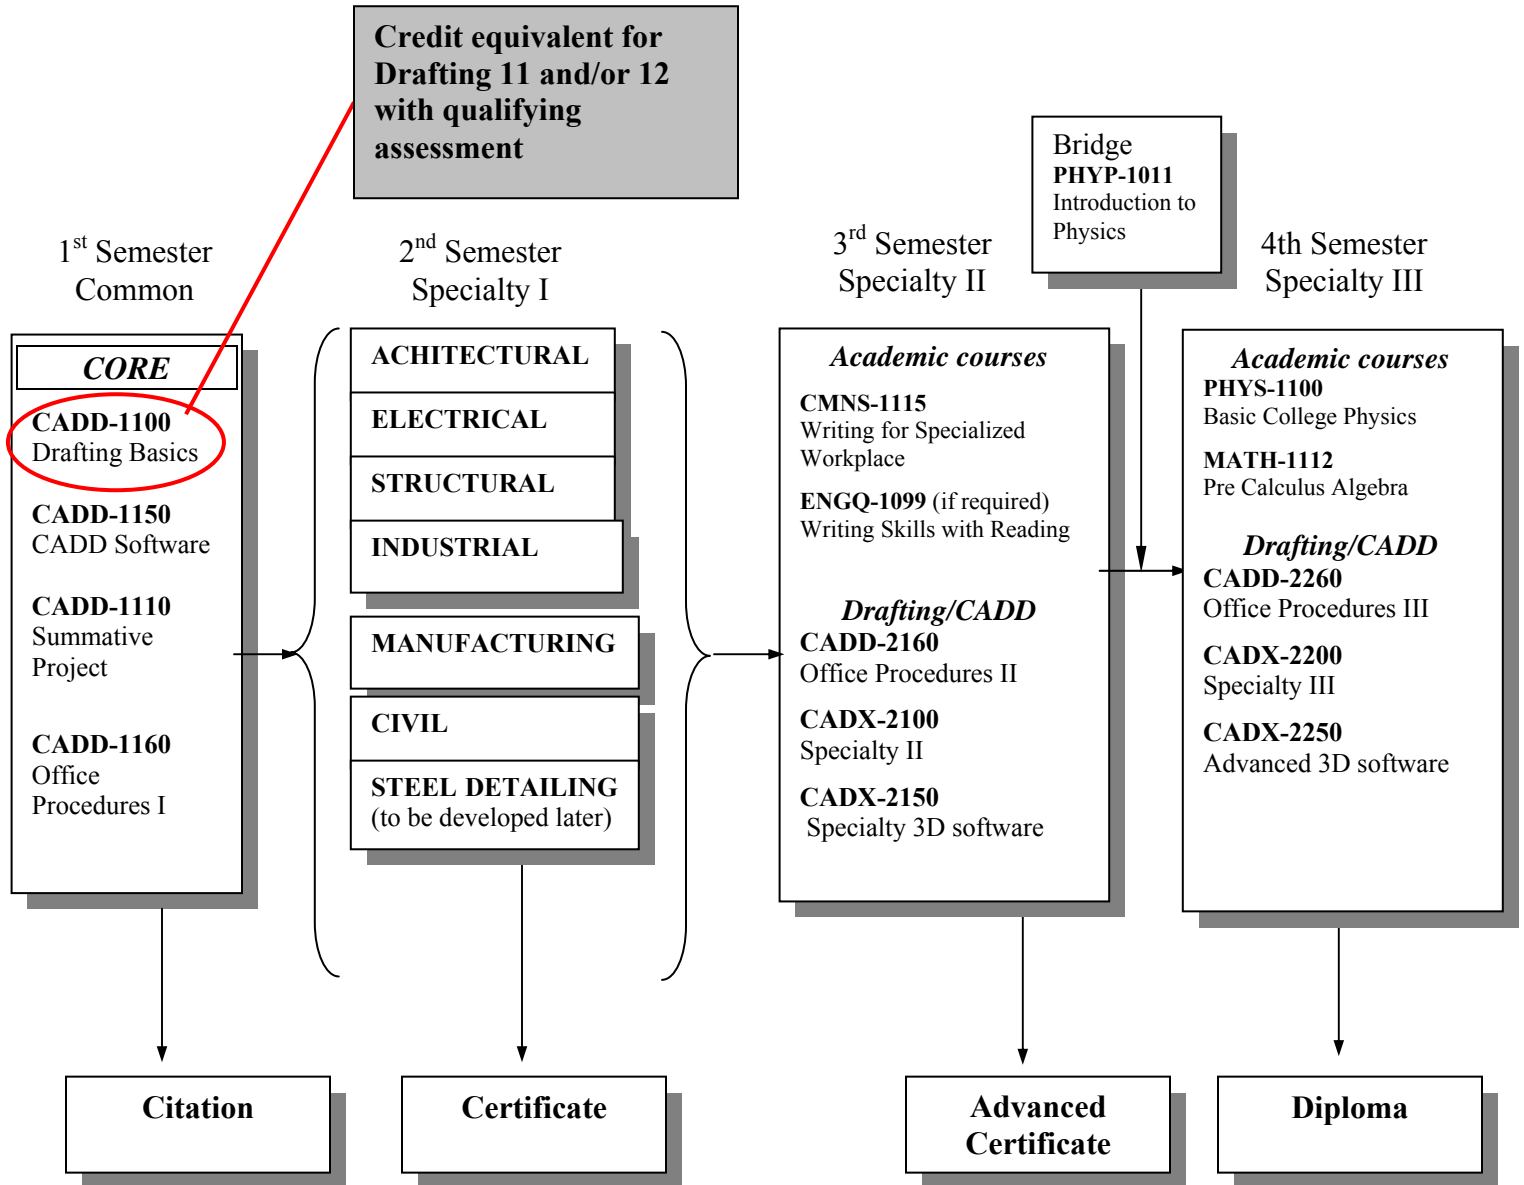 Credit equivalent for
Drafting 11 and/or 12
with qualifying
assessment
Bridge
PHYP-1011
Introduction to
Physics
1st Semester
Common
2nd Semester
Specialty I
3rd Semester
Specialty II
4th Semester
Specialty III
CORE
CADD-1100
Drafting Basics
CADD-1150
CADD Software
CADD-1110
Summative
Project
CADD-1160
Office
Procedures I
ACHITECTURAL
ELECTRICAL
STRUCTURAL
INDUSTRIAL
MANUFACTURING
CIVIL
STEEL DETAILING
(to be developed later)
Academic courses
CMNS-1115
Writing for Specialized
Workplace
ENGQ-1099 (if required)
Writing Skills with Reading
Drafting/CADD
CADD-2160
Office Procedures II
CADX-2100
Specialty II
CADX-2150
Specialty 3D software
Academic courses
PHYS-1100
Basic College Physics
MATH-1112
Pre Calculus Algebra
Drafting/CADD
CADD-2260
Office Procedures III
CADX-2200
Specialty III
CADX-2250
Advanced 3D software
Citation
Certificate
Advanced
Certificate
Diploma